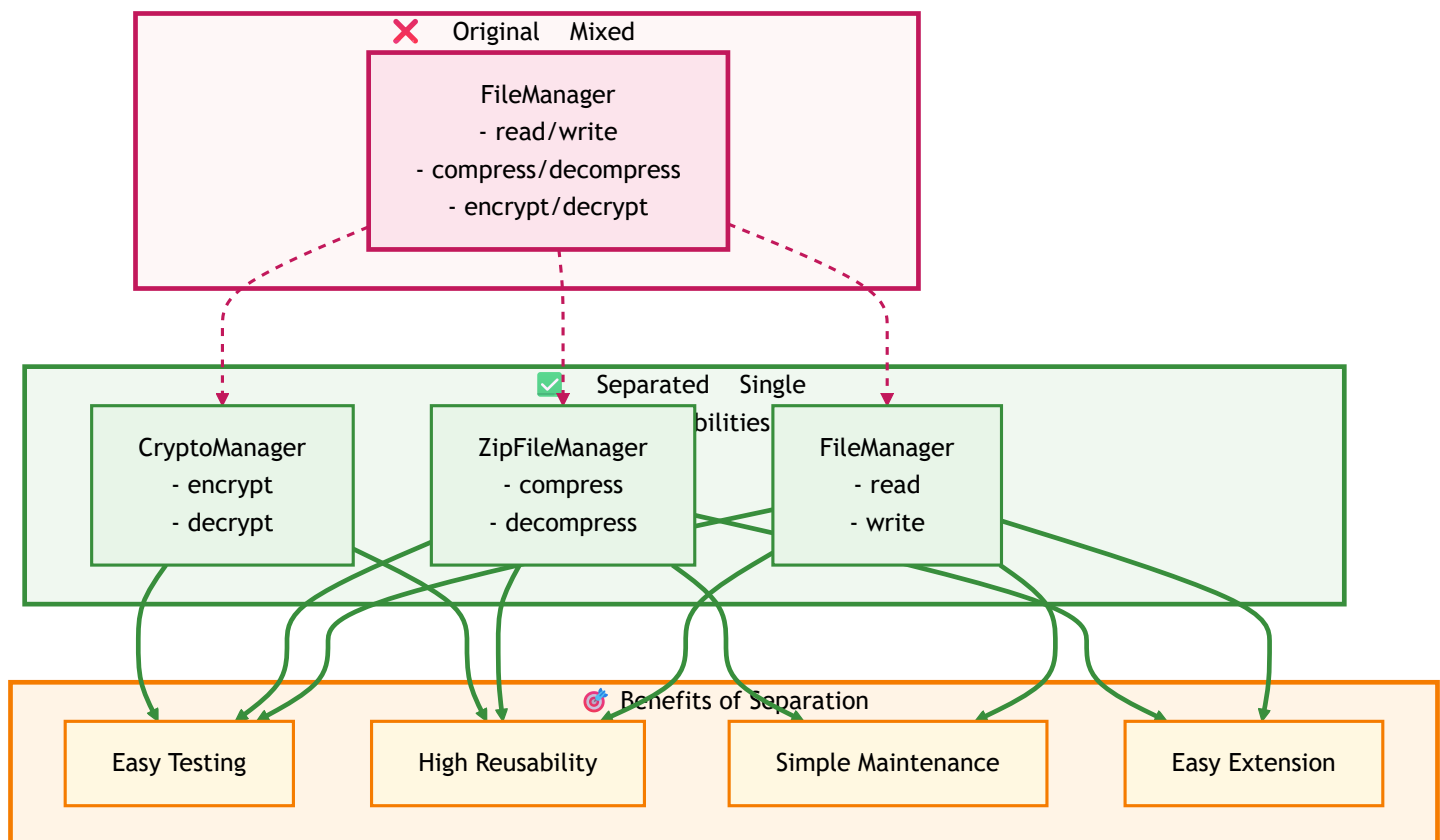 ❌ Original Mixed
FileManager
- read/write
- compress/decompress
- encrypt/decrypt
✅ Separated Single
bilities
CryptoManager
- encrypt
- decrypt
ZipFileManager
- compress
- decompress
FileManager
- read
- write
🎯 Benefits of Separation
Easy Testing
High Reusability
Simple Maintenance
Easy Extension